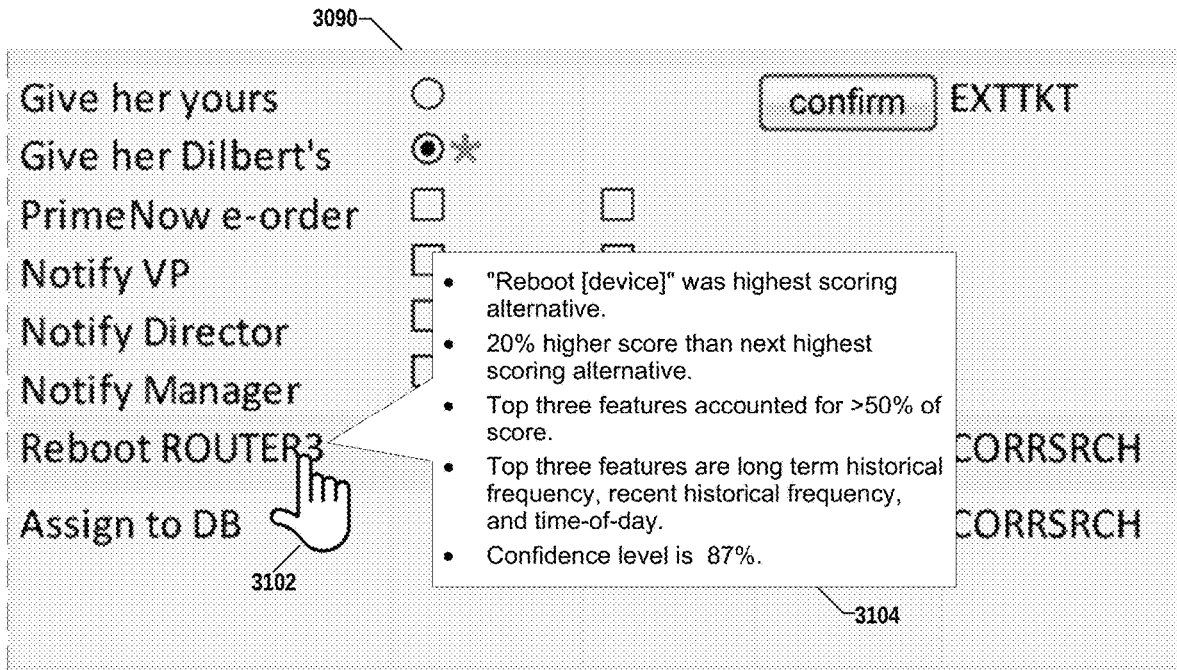 3090
Give her yours confirm EXTTKT
Give her Dilbert's
PrimeNow e-order
Notify VP
Notify Director
Notify Manager
Reboot ROUTER3 CORRSRCH
Assign to DB CORRSRCH
• "Reboot [device]" was highest scoring
alternative.
• 20% higher score than next highest
scoring alternative.
• Top three features accounted for >50% of
score.
• Top three features are long term historical
frequency, recent historical frequency,
and time-of-day.
• Confidence level is 87%.
3102
3104